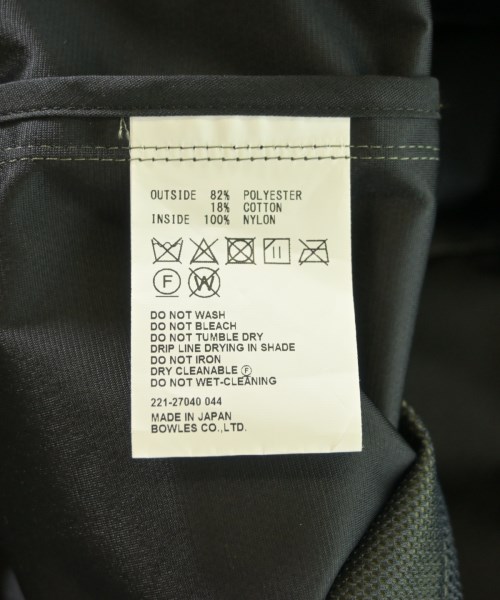 OUTSIDE 82% POLYESTER
18% COTTON
INSIDE 100% NYLON
F W
DO NOT WASH
DO NOT BLEACH
DO NOT TUMBLE DRY
DRIP LINE DRYING IN SHADE
DO NOT IRON
DRY CLEANABLE Ⓕ
DO NOT WET-CLEANING
221-27040 044
MADE IN JAPAN
BOWLES CO.,LTD.